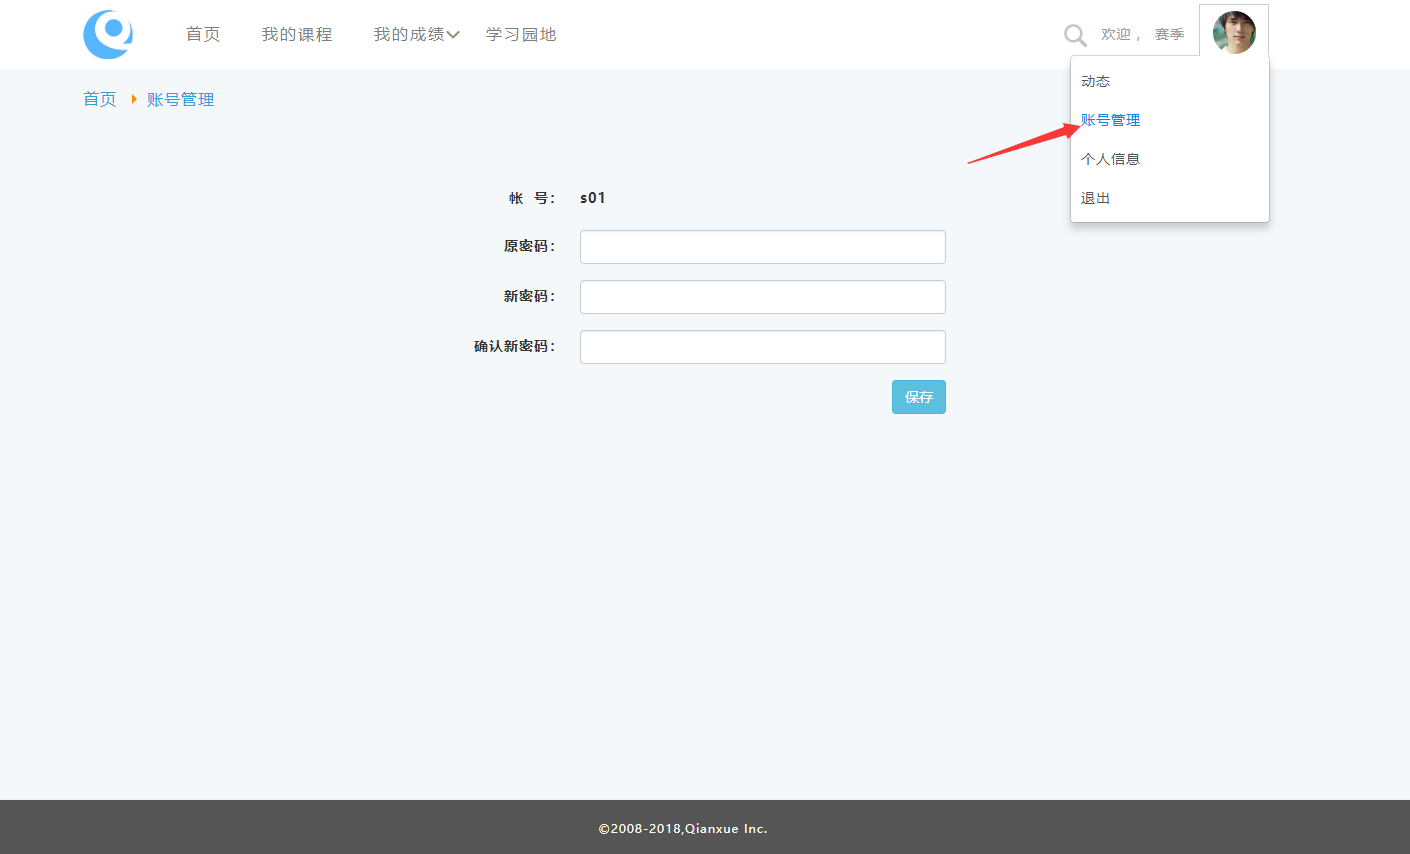 首页 我的课程 我的成绩 学习园地 欢迎， 赛季
动态
账号管理
个人信息
退出
首页 账号管理
帐 号： s01
原密码：
新密码：
确认新密码：
保存
©2008-2018,Qianxue Inc.